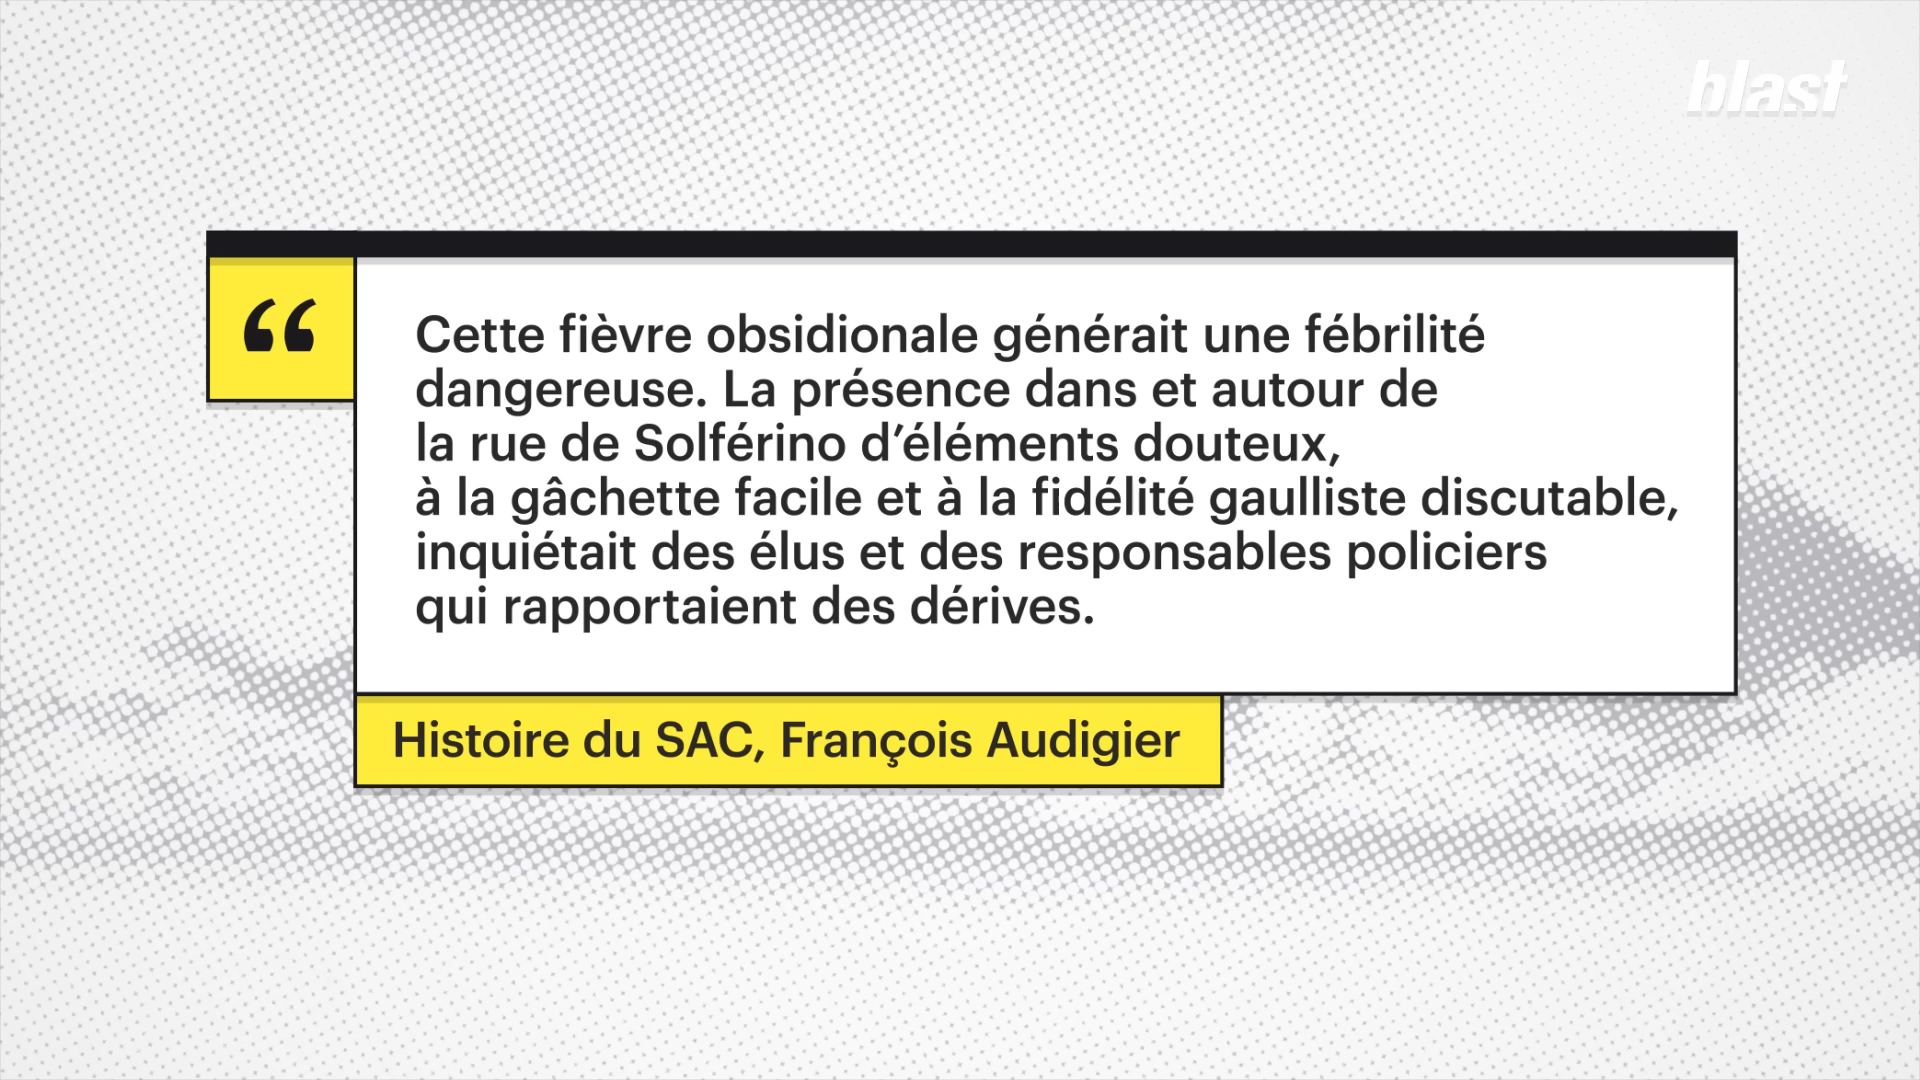 blast
“
Cette fièvre obsidionale générait une fébrilité
dangereuse. La présence dans et autour de
la rue de Solférino d’éléments douteux,
à la gâchette facile et à la fidélité gaulliste discutable,
inquiétait des élus et des responsables policiers
qui rapportaient des dérives.
Histoire du SAC, François Audigier